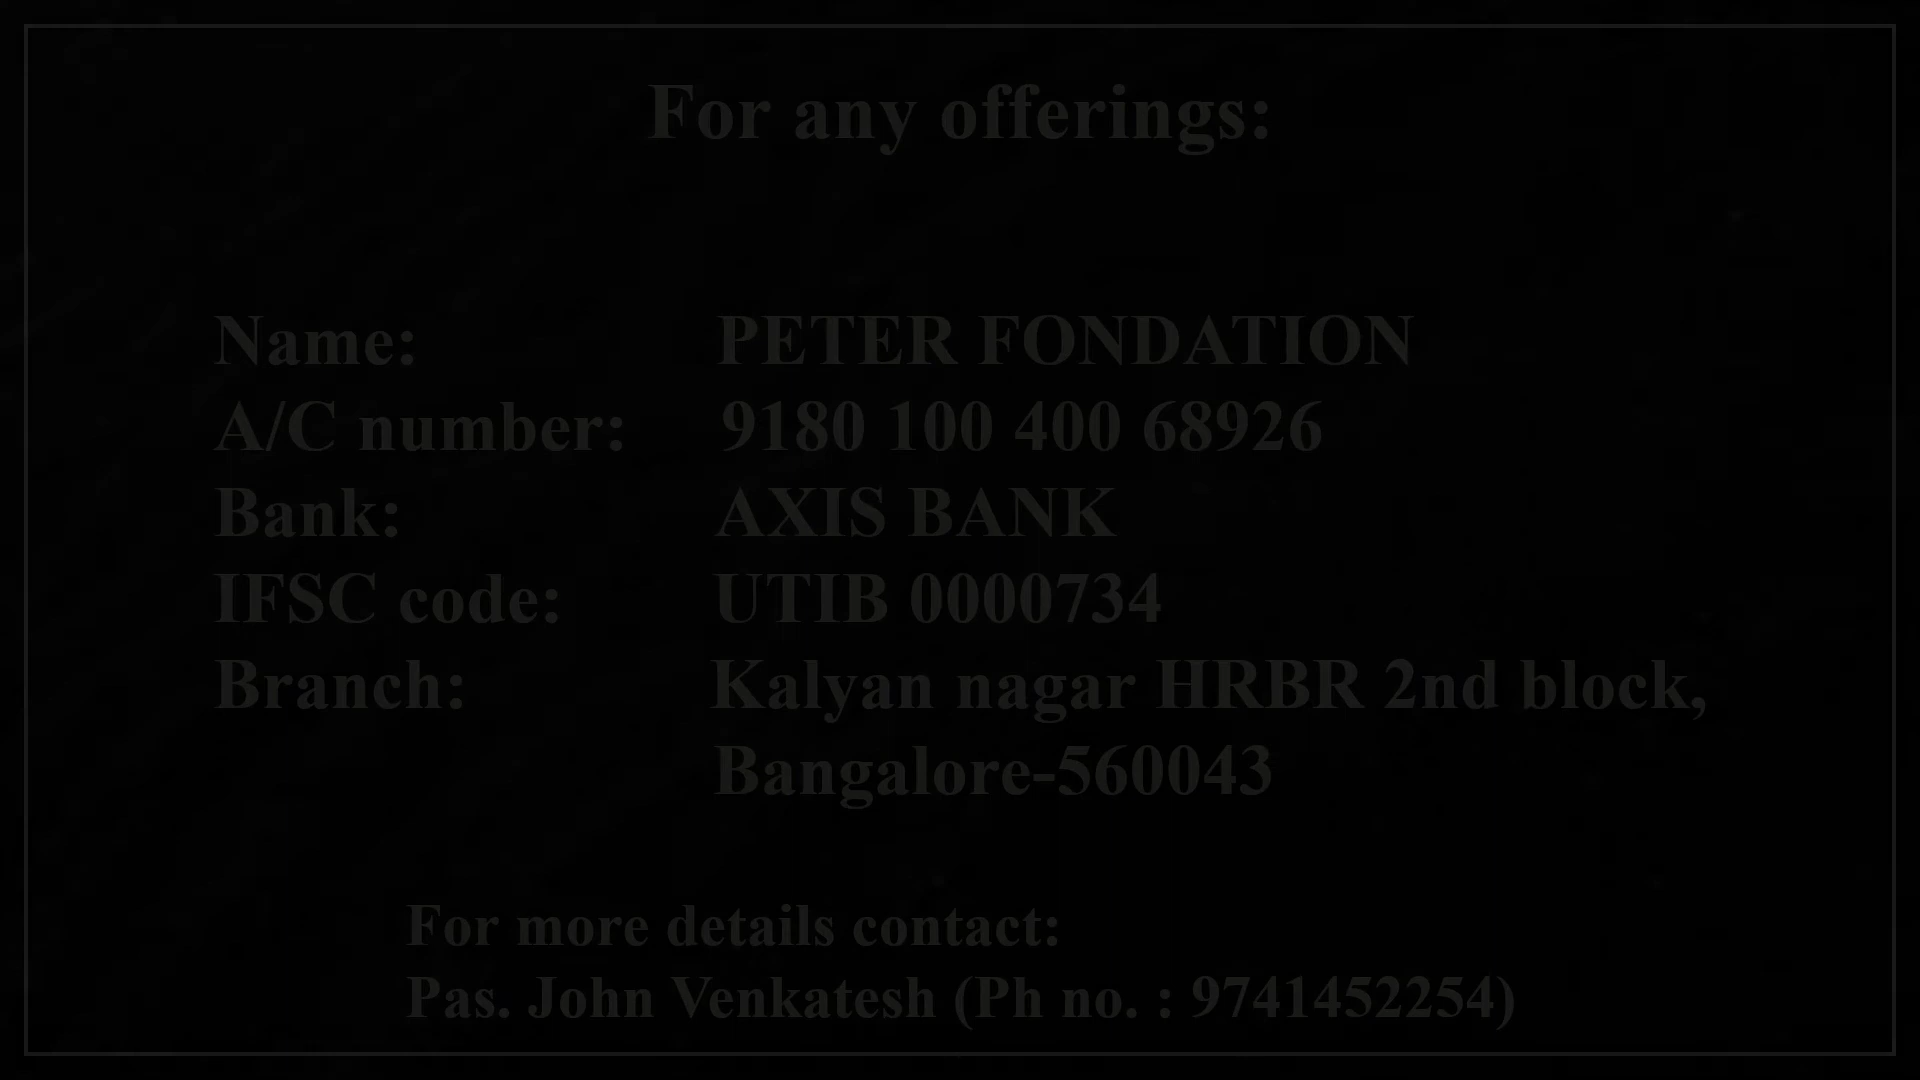 For any offerings:
Name: PETER FONDATION
A/C number: 9180 100 400 68926
Bank: AXIS BANK
IFSC code: UTIB 0000734
Branch: Kalyan nagar HRBR 2nd block,
Bangalore-560043
For more details contact:
Pas. John Venkatesh (Ph no. : 9741452254)